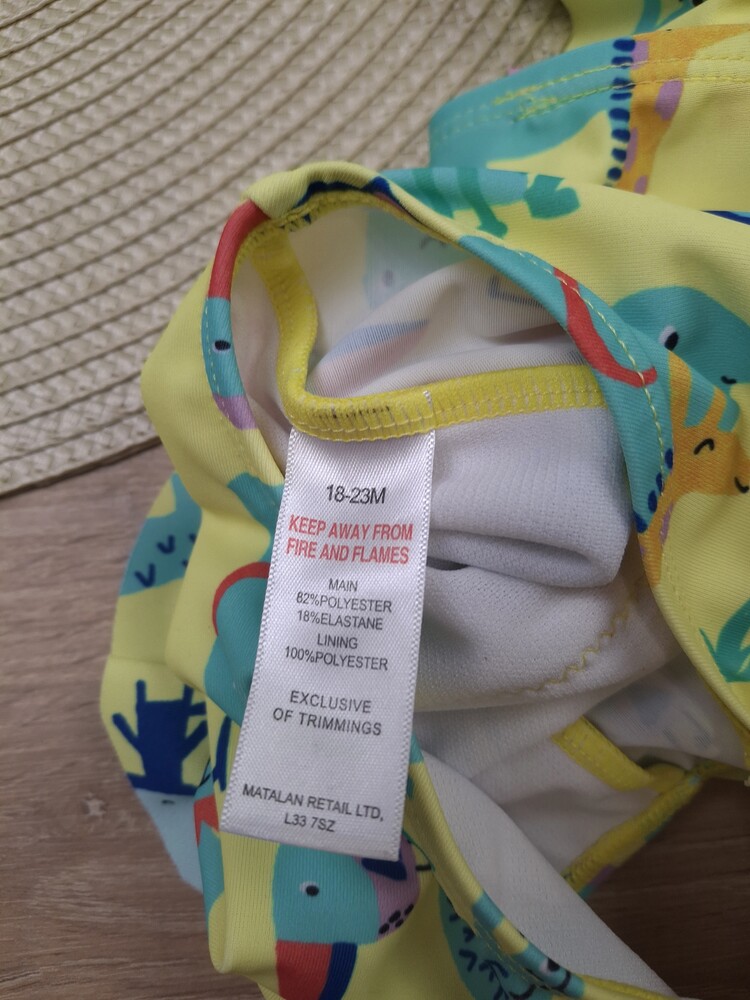 18-23M
KEEP AWAY FROM
FIRE AND FLAMES
MAIN
82%POLYESTER
18%ELASTANE
LINING
100%POLYESTER
EXCLUSIVE
OF TRIMMINGS
MATALAN RETAIL LTD,
L33 7SZ